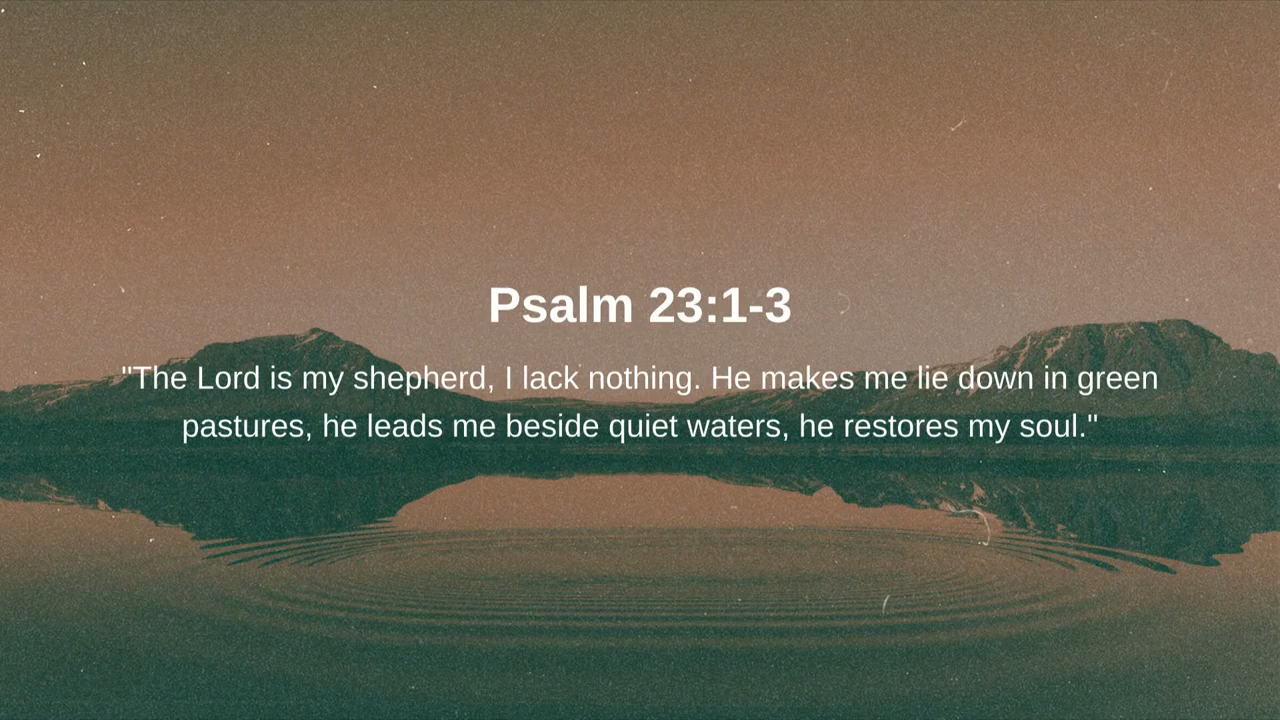 Psalm 23:1-3
"The Lord is my shepherd, I lack nothing. He makes me lie down in green
pastures, he leads me beside quiet waters, he restores my soul."